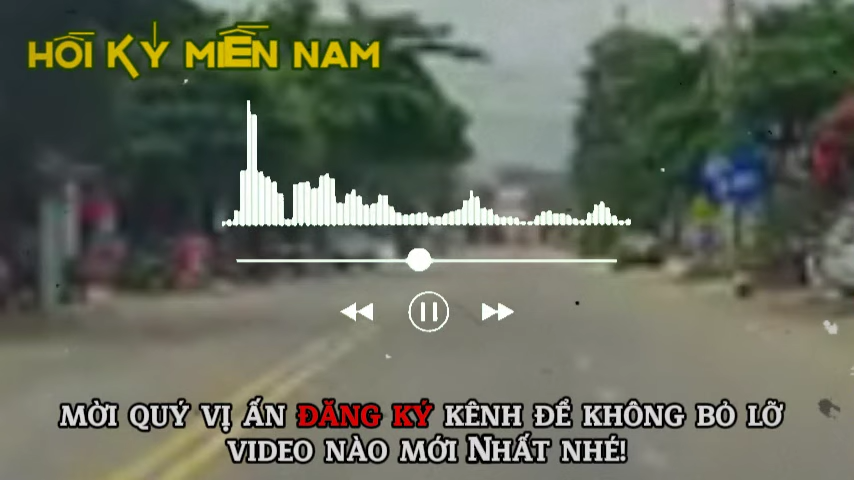 HỒI KÝ MIỀN NAM
MỜI QUÝ VỊ ẤN ĐĂNG KÝ KÊNH ĐỂ KHÔNG BỎ LỠ
VIDEO NÀO MỚI NHẤT NHÉ!